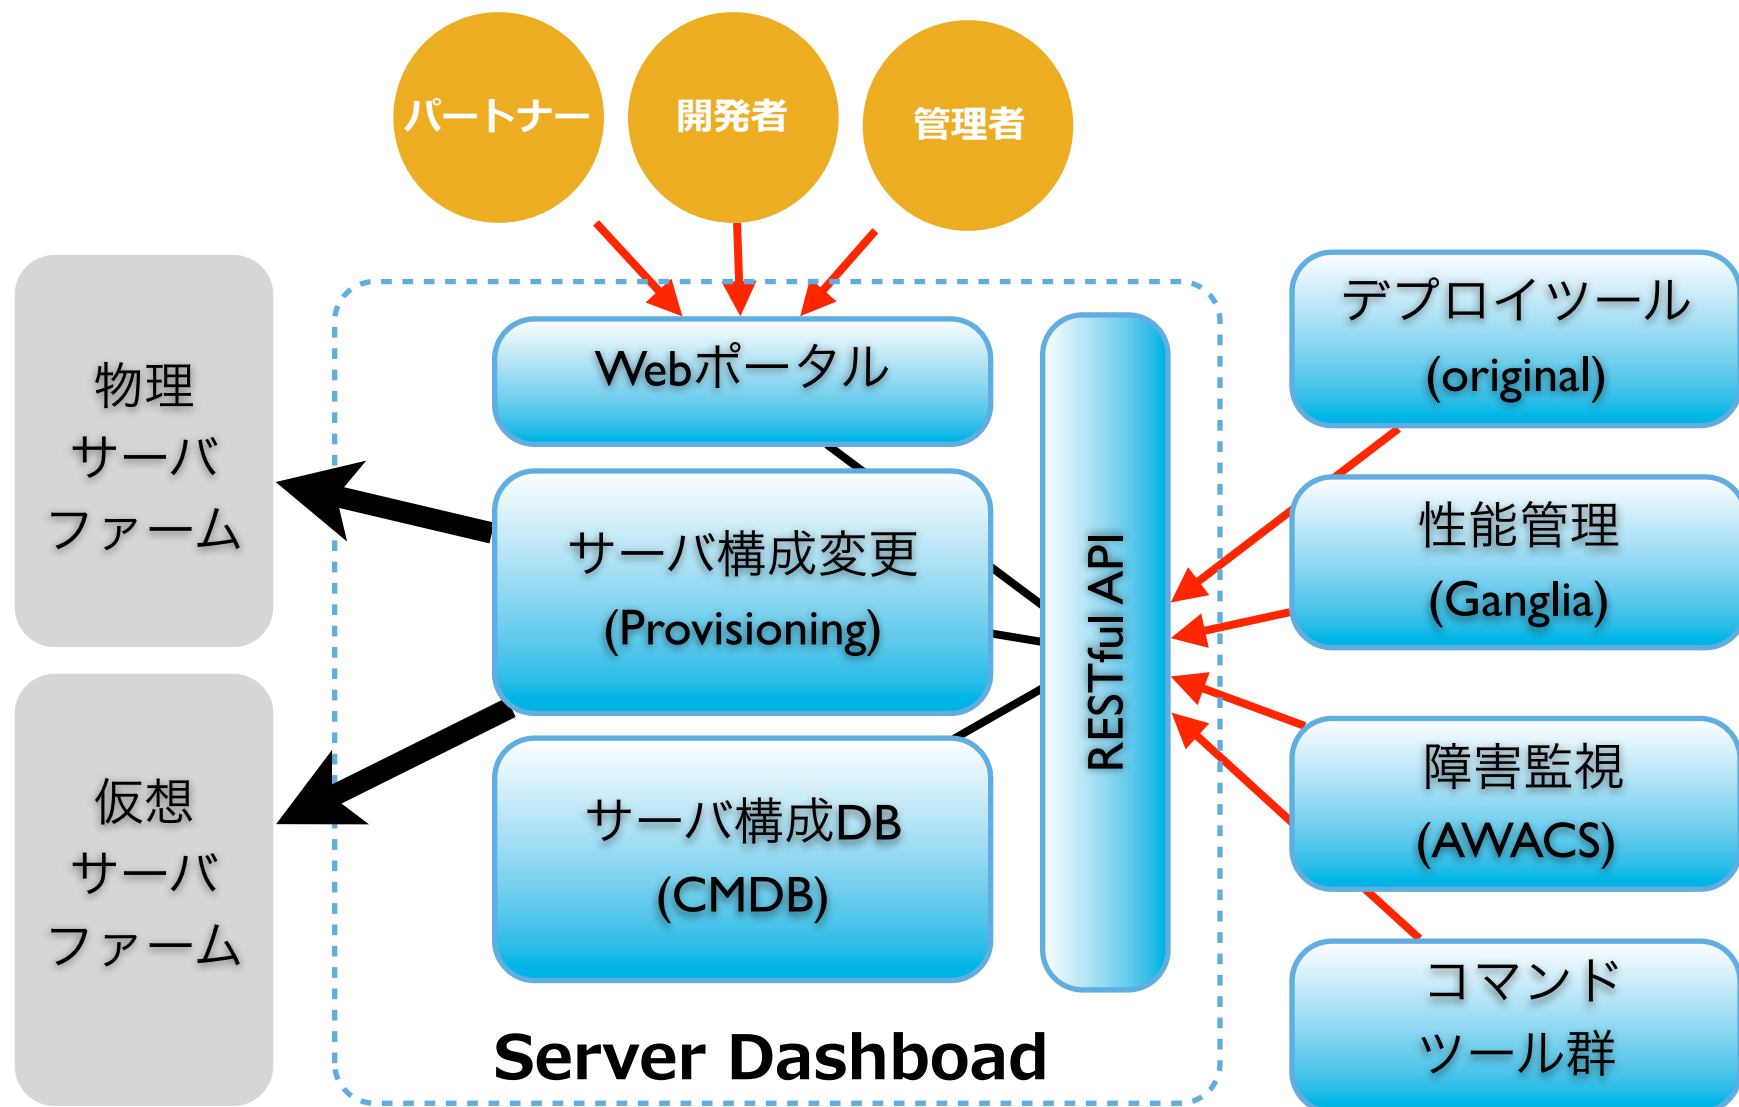 パートナー
開発者
管理者
物理
サーバ
ファーム
仮想
サーバ
ファーム
Webポータル
サーバ構成変更
(Provisioning)
サーバ構成DB
(CMDB)
RESTful API
Server Dashboad
デプロイツール
(original)
性能管理
(Ganglia)
障害監視
(AWACS)
コマンド
ツール群